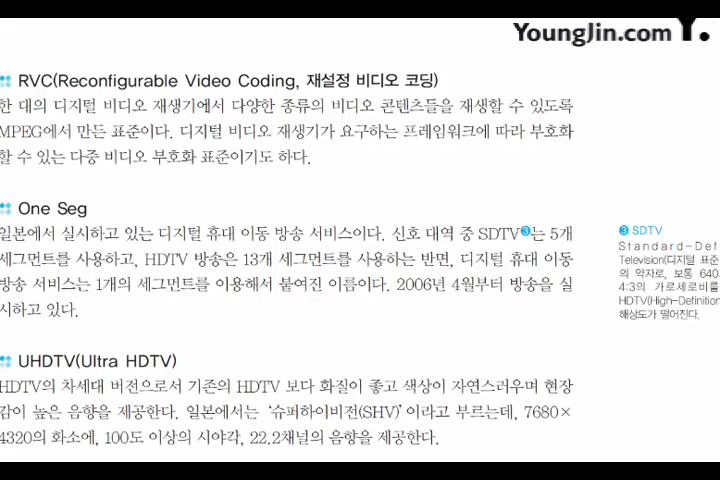 YoungJin.com Y.
RVC(Reconfigurable Video Coding, 재설정 비디오 코딩)
한 대의 디지털 비디오 재생기에서 다양한 종류의 비디오 콘텐츠들을 재생할 수 있도록
MPEG에서 만든 표준이다. 디지털 비디오 재생기가 요구하는 프레임워크에 따라 부호화
할 수 있는 다중 비디오 부호화 표준이기도 하다.
One Seg
일본에서 실시하고 있는 디지털 휴대 이동 방송 서비스이다. 신호 대역 중 SDTV❸는 5개
세그먼트를 사용하고, HDTV 방송은 13개 세그먼트를 사용하는 반면, 디지털 휴대 이동
방송 서비스는 1개의 세그먼트를 이용해서 붙여진 이름이다. 2006년 4월부터 방송을 실
시하고 있다.
❸ SDTV
Standard-Def
Television(디지털 표준
의 약자로, 보통 640
4:3의 가로세로비를
HDTV(High-Definition
해상도가 떨어진다.
UHDTV(Ultra HDTV)
HDTV의 차세대 버전으로서 기존의 HDTV 보다 화질이 좋고 색상이 자연스러우며 현장
감이 높은 음향을 제공한다. 일본에서는 '슈퍼하이비전(SHV)' 이라고 부르는데, 7680×
4320의 화소에, 100도 이상의 시야각, 22.2채널의 음향을 제공한다.